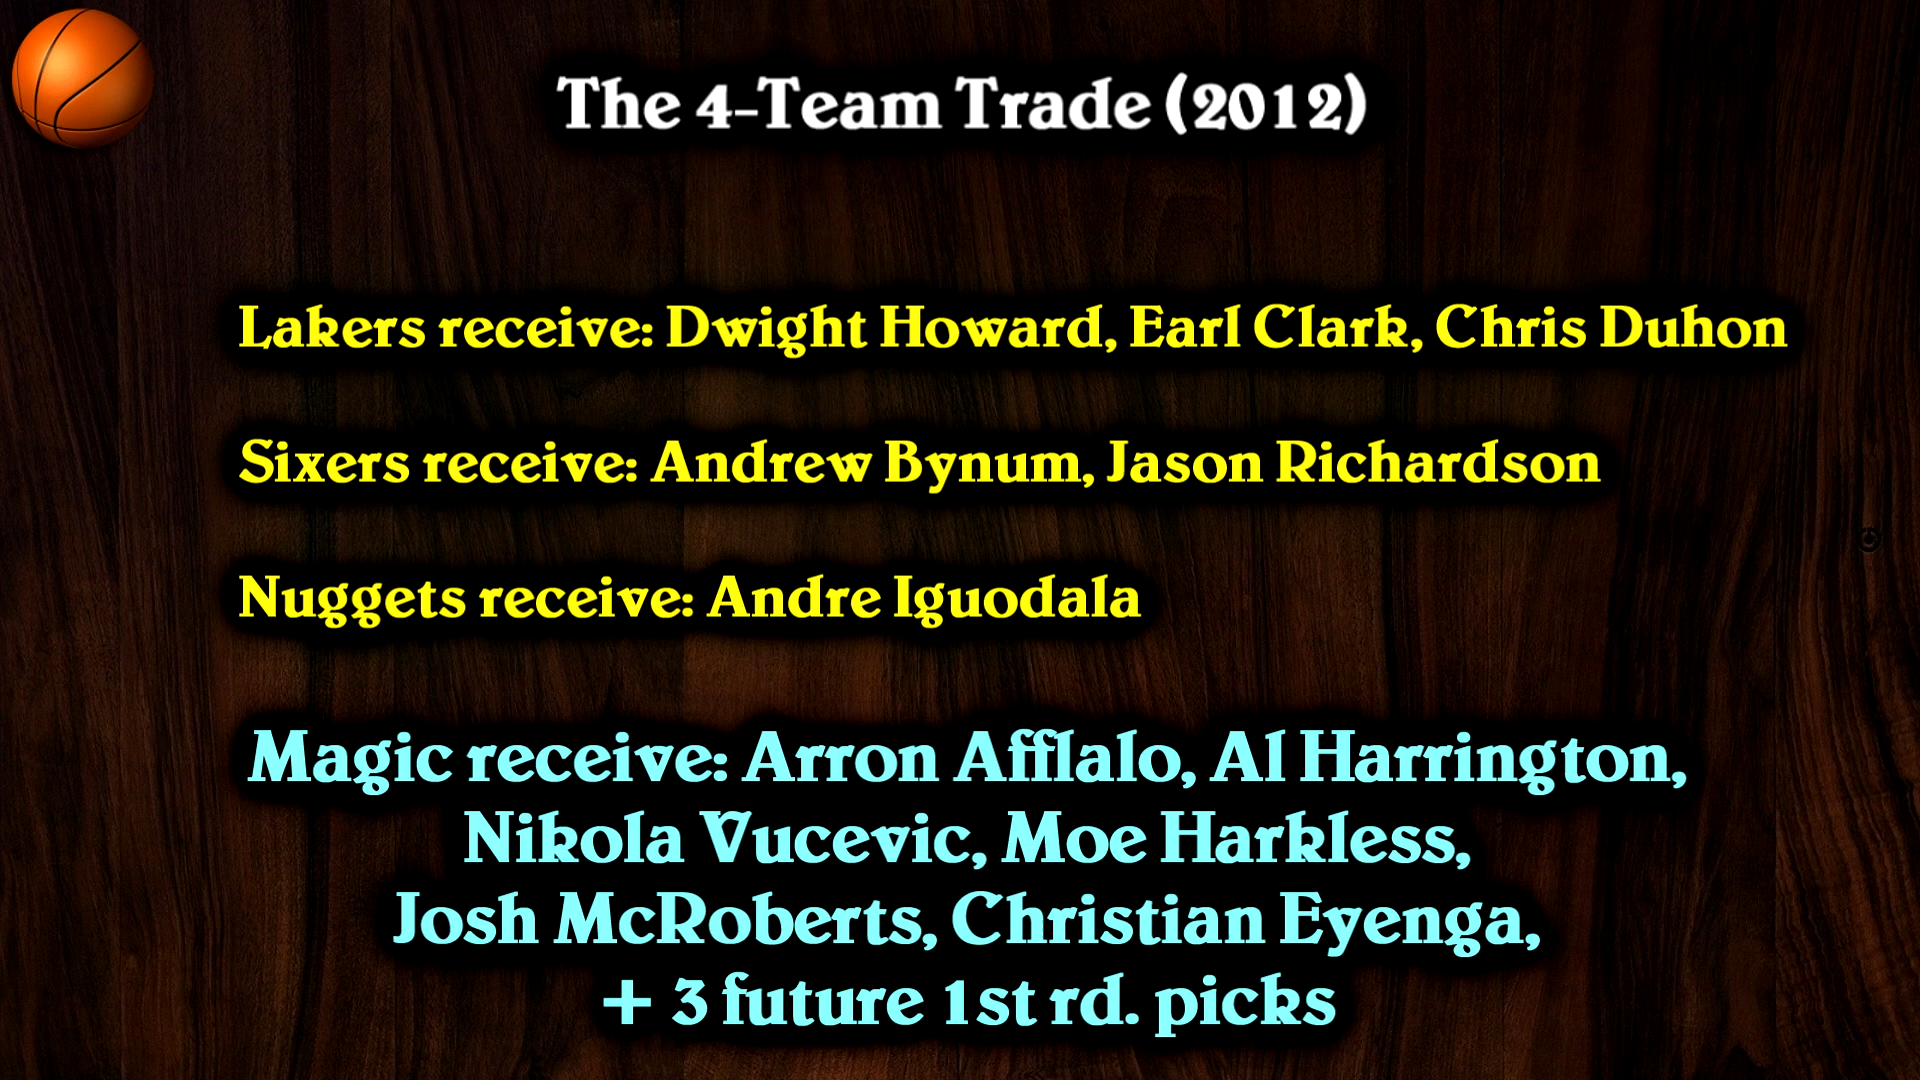 The 4-Team Trade (2012)
Lakers receive: Dwight Howard, Earl Clark, Chris Duhon
Sixers receive: Andrew Bynum, Jason Richardson
Nuggets receive: Andre Iguodala
Magic receive: Arron Afflalo, Al Harrington,
Nikola Vucevic, Moe Harkless,
Josh McRoberts, Christian Eyenga,
+ 3 future 1st rd. picks